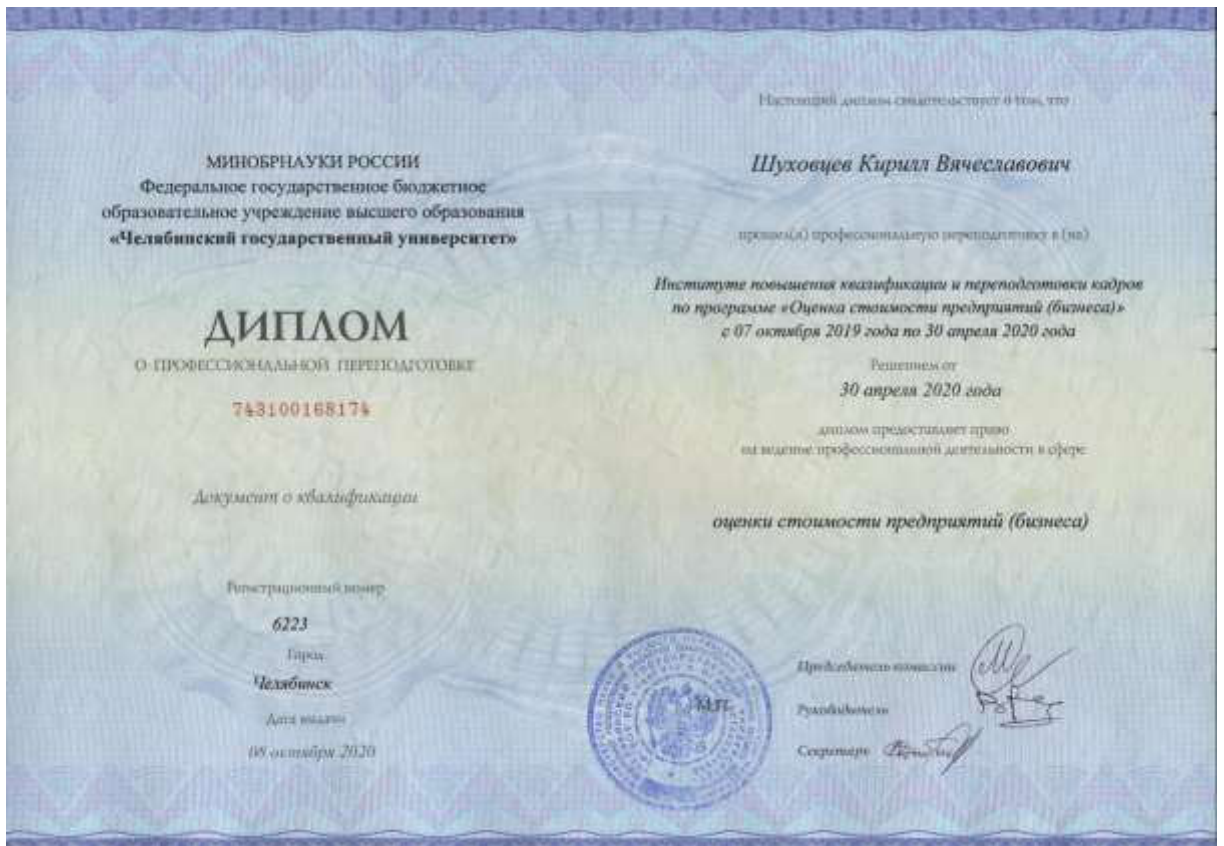 МИНОБРНАУКИ РОССИИ
Федеральное государственное бюджетное
образовательное учреждение высшего образования
«Челябинский государственный университет»
ДИПЛОМ
О ПРОФЕССИОНАЛЬНОЙ ПЕРЕПОДГОТОВКЕ
743100168174
Документ о квалификации
Регистрационный номер
6223
Город
Челябинск
Дата выдачи
08 октября 2020
Настоящий диплом свидетельствует о том, что
Шуховцев Кирилл Вячеславович
прошел(а) профессиональную переподготовку в (на)
Институте повышения квалификации и переподготовки кадров
по программе «Оценка стоимости предприятий (бизнеса)»
с 07 октября 2019 года по 30 апреля 2020 года
Решением от
30 апреля 2020 года
диплом предоставляет право
на ведение профессиональной деятельности в сфере
оценки стоимости предприятий (бизнеса)
М.П.
Председатель комиссии
Руководитель
Секретарь